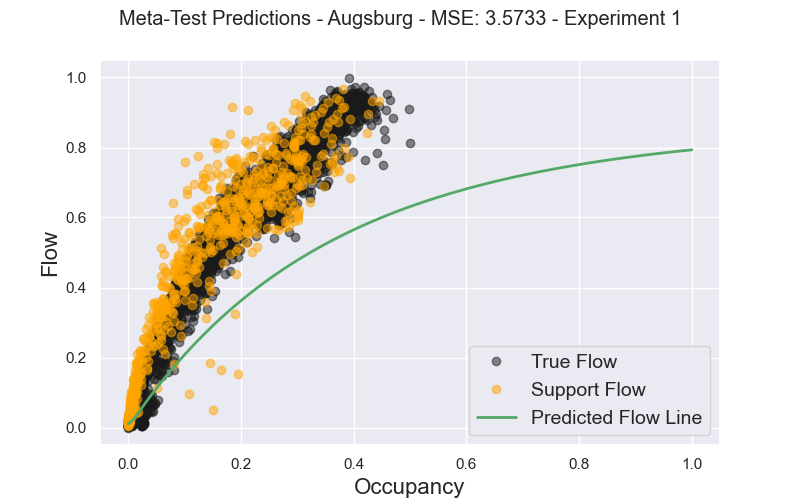 Meta-Test Predictions - Augsburg - MSE: 3.5733 - Experiment 1
1.0
0.8
0.6
0.4
0.2
0.0
Flow
True Flow
Support Flow
Predicted Flow Line
0.0 0.2 0.4 0.6 0.8 1.0
Occupancy